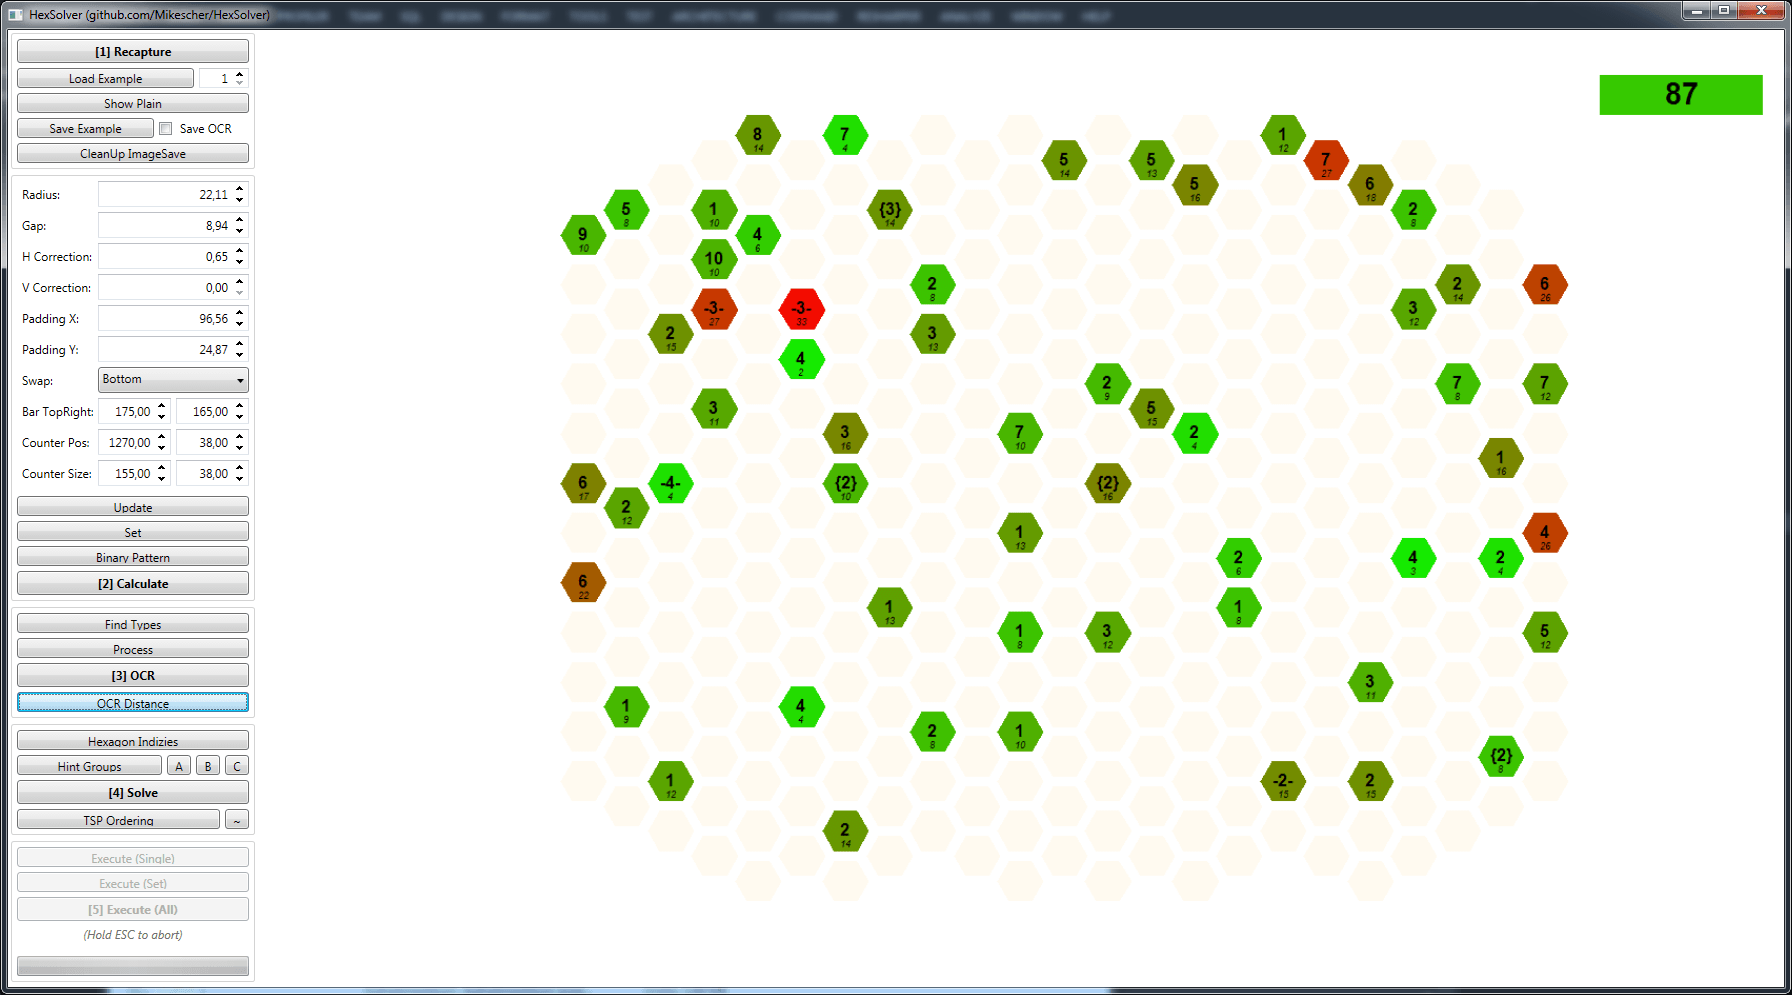 HexSolver (github.com/Mikescher/HexSolver)
[1] Recapture
Load Example 1
Show Plain
Save Example Save OCR
CleanUp ImageSave
Radius: 22,11
Gap: 8,94
H Correction: 0,65
V Correction: 0,00
Padding X: 96,56
Padding Y: 24,87
Swap: Bottom
Bar TopRight: 175,00 165,00
Counter Pos: 1270,00 38,00
Counter Size: 155,00 38,00
Update
Set
Binary Pattern
[2] Calculate
Find Types
Process
[3] OCR
OCR Distance
Hexagon Indizies
Hint Groups A B C
[4] Solve
TSP Ordering ~
Execute (Single)
Execute (Set)
[5] Execute (All)
(Hold ESC to abort)
87
8 7 1
14 4 12
5 5 7
14 13 27
5 6
16 18
5 1 {3} 2
8 10 14 8
9 4
10 6
10
10
2 2 6
8 14 26
-3- -3- 3
27 33 12
2 3
15 13
4
2
2 7 7
9 8 12
3 5
11 15
3 7 2
16 10 4
1
16
6 -4- {2} {2}
17 4 10 16
2
12
1 4
13 26
2 4 2
6 3 4
6
22
1 1
13 8
1 3 5
8 12 12
3
11
1 4
9 4
2 1
8 10
{2}
8
1 -2- 2
12 15 15
2
14